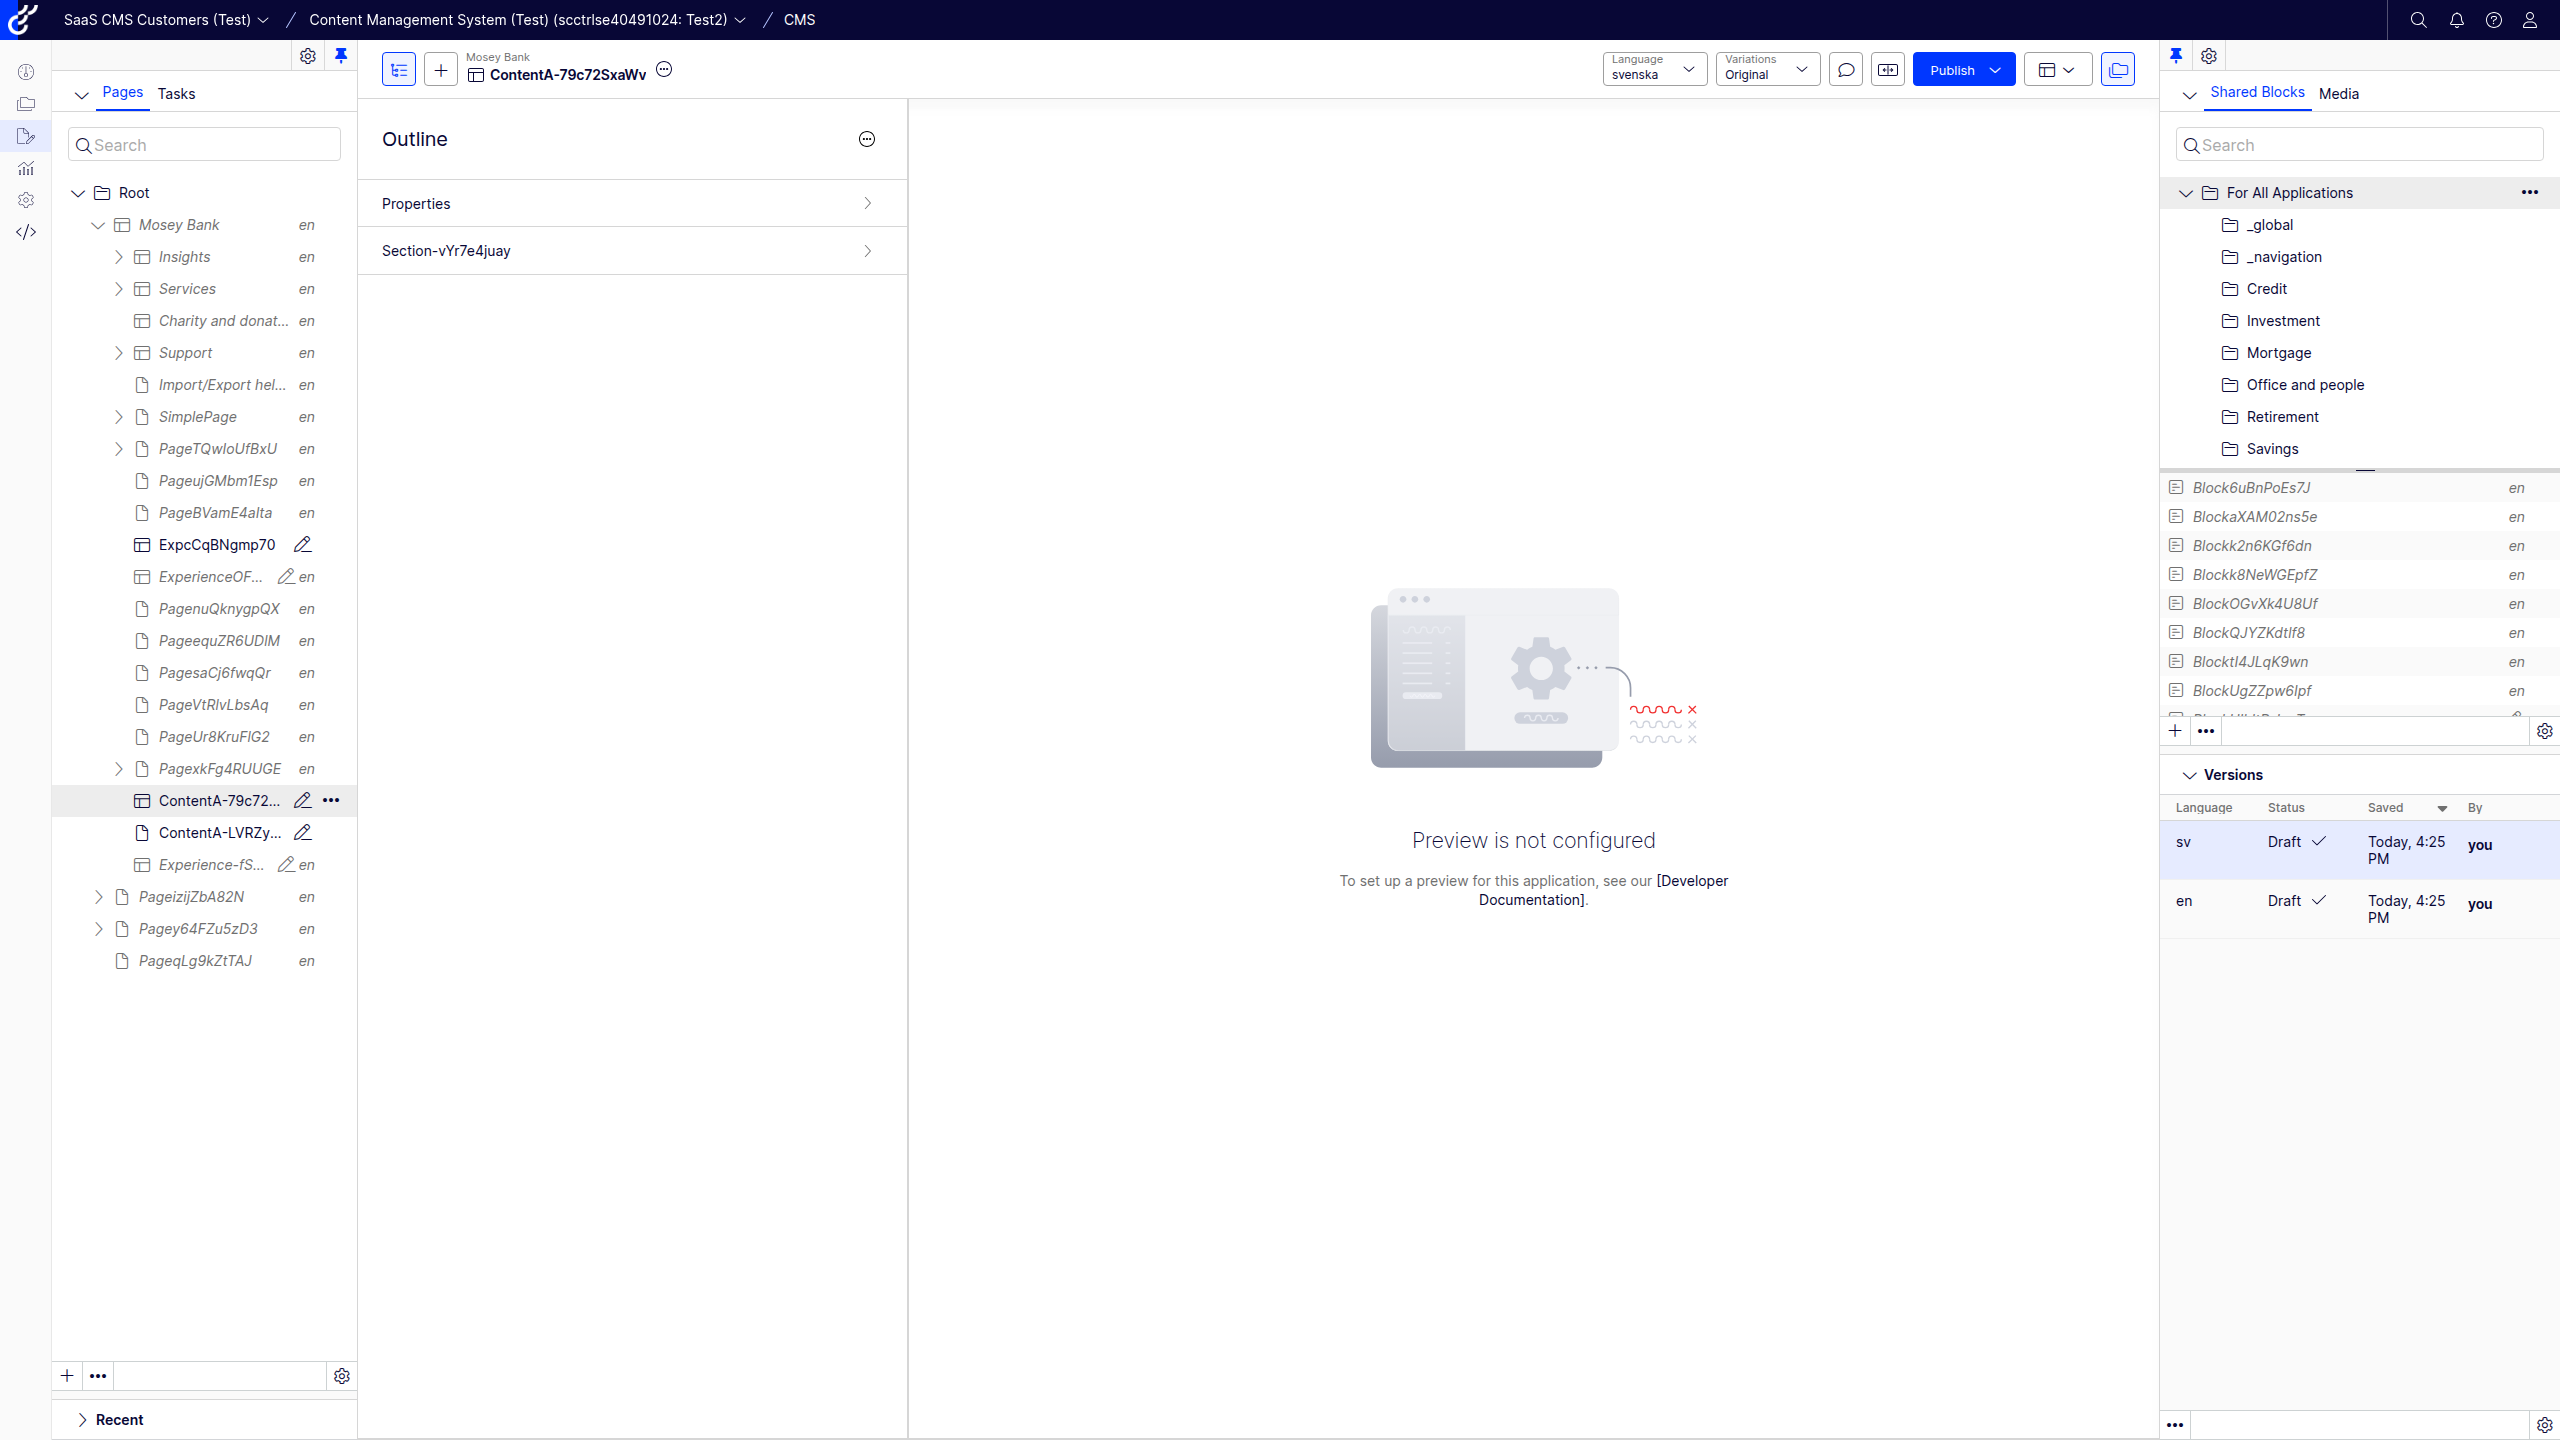 SaaS CMS Customers (Test) / Content Management System (Test) (scctrlse40491024: Test2) / CMS
Pages Tasks
Search
Root
Mosey Bank en
Insights en
Services en
Charity and donat... en
Support en
Import/Export hel... en
SimplePage en
PageTQwIoUfBxU en
PageujGMbm1Esp en
PageBVamE4aIta en
ExpcCqBNgmp70
ExperienceOF... en
PagenuQknygpQX en
PageequZR6UDIM en
PagesaCj6fwqQr en
PageVtRIvLbsAq en
PageUr8KruFIG2 en
PagexkFg4RUUGE en
ContentA-79c72...
ContentA-LVRZy...
Experience-fS... en
PageizijZbA82N en
Pagey64FZu5zD3 en
PageqLg9kZtTAJ en
Recent
Mosey Bank
ContentA-79c72SxaWv
Language
svenska
Variations
Original
Publish
Outline
Properties
Section-vYr7e4juay
Preview is not configured
To set up a preview for this application, see our [Developer
Documentation].
Shared Blocks Media
Search
For All Applications
_global
_navigation
Credit
Investment
Mortgage
Office and people
Retirement
Savings
Block6uBnPoEs7J en
BlockaXAM02ns5e en
Blockk2n6KGf6dn en
Blockk8NeWGEpfZ en
BlockOGvXk4U8Uf en
BlockQJYZKdtIf8 en
BlocktI4JLqK9wn en
BlockUgZZpw6Ipf en
Versions
Language Status Saved By
sv Draft Today, 4:25 PM you
en Draft Today, 4:25 PM you